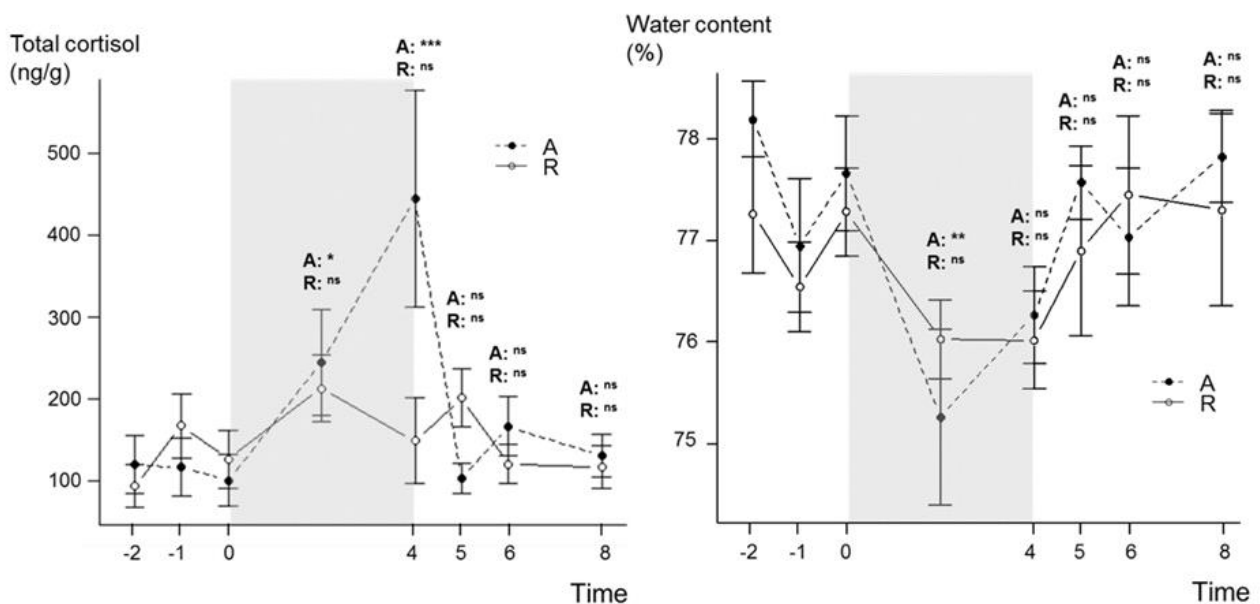 Total cortisol
(ng/g)
A: ***
R: ns
500
A
R
400
A: *
R: ns
300
A: ns
R: ns
A: ns
R: ns
200
A: ns
R: ns
100
-2 -1 0 4 5 6 8
Time
Water content
(%)
A: ns
R: ns
A: ns
R: ns
A: ns
R: ns
78
A: ns
R: ns
A: **
R: ns
77
76
A
R
75
-2 -1 0 4 5 6 8
Time